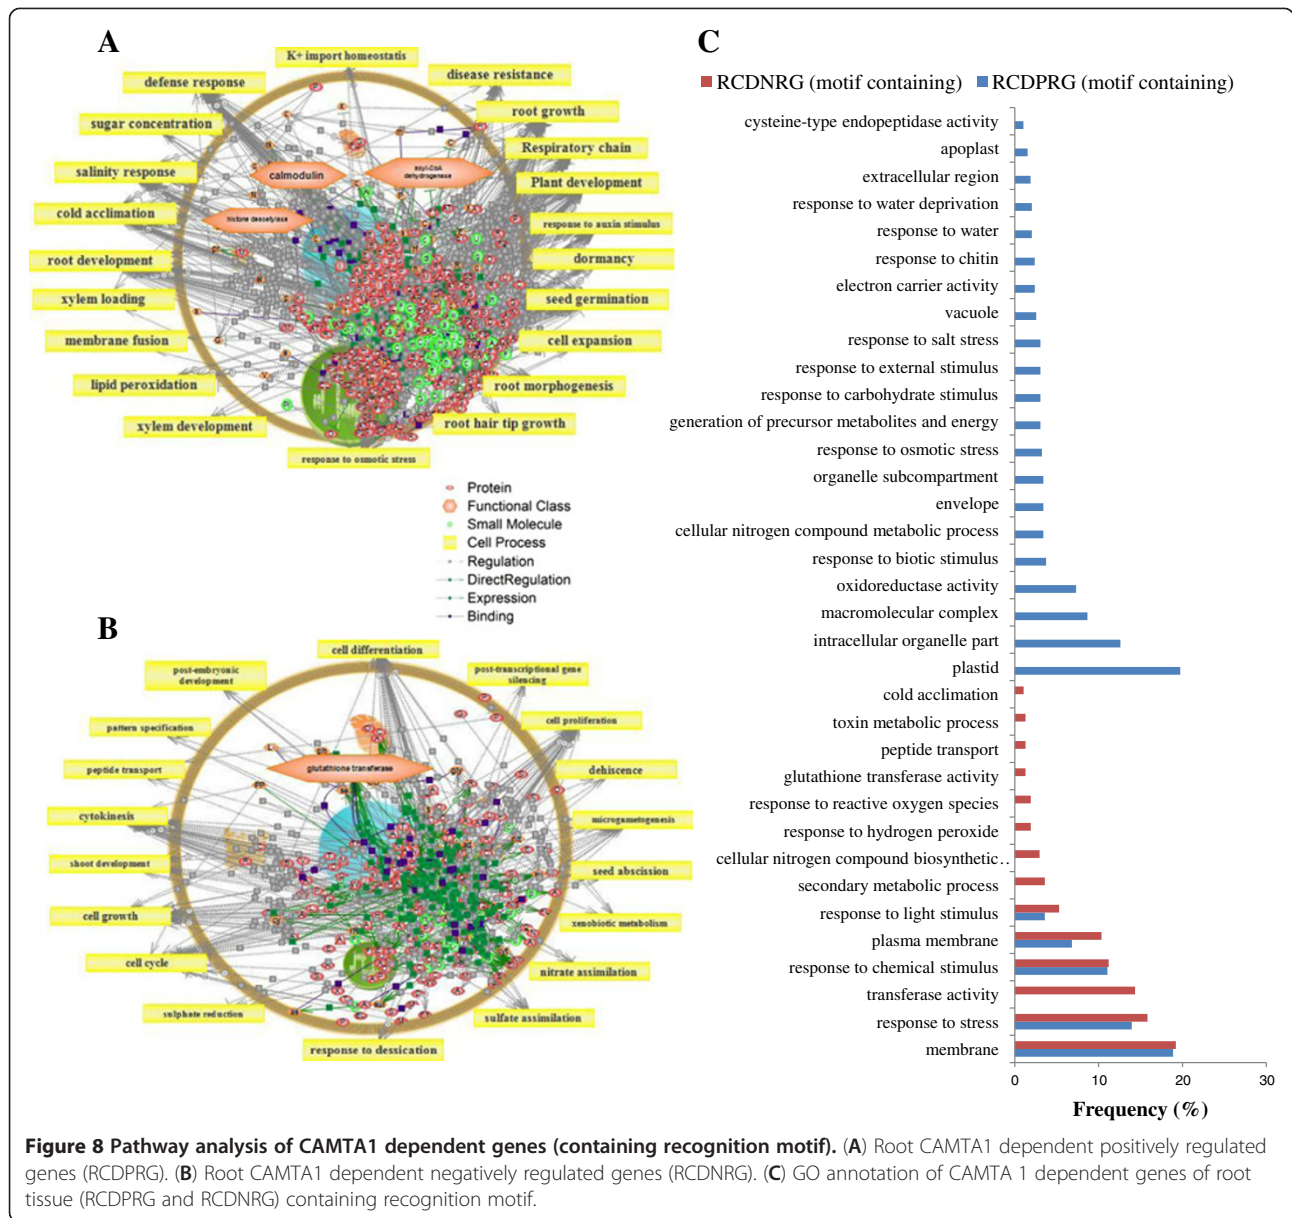 A
K+ import homeostatis
defense response
disease resistance
sugar concentration
root growth
salinity response
Respiratory chain
calmodulin
asyl-CoA
dehydrogenase
Plant development
cold acclimation
histone deacetylase
response to auxin stimulus
root development
dormancy
xylem loading
seed germination
membrane fusion
cell expansion
lipid peroxidation
root morphogenesis
xylem development
root hair tip growth
response to osmotic stress
Protein
Functional Class
Small Molecule
Cell Process
Regulation
DirectRegulation
Expression
Binding
B
cell differentiation
post-embryonic
development
post-transcriptional gene
silencing
pattern specification
cell proliferation
peptide transport
glutathione transferase
dehiscence
cytokinesis
microgametogenesis
shoot development
seed abscission
cell growth
xenobiotic metabolism
cell cycle
nitrate assimilation
sulphate reduction
sulfate assimilation
response to dessication
C
RCDNRG (motif containing)
RCDPRG (motif containing)
cysteine-type endopeptidase activity
apoplast
extracellular region
response to water deprivation
response to water
response to chitin
electron carrier activity
vacuole
response to salt stress
response to external stimulus
response to carbohydrate stimulus
generation of precursor metabolites and energy
response to osmotic stress
organelle subcompartment
envelope
cellular nitrogen compound metabolic process
response to biotic stimulus
oxidoreductase activity
macromolecular complex
intracellular organelle part
plastid
cold acclimation
toxin metabolic process
peptide transport
glutathione transferase activity
response to reactive oxygen species
response to hydrogen peroxide
cellular nitrogen compound biosynthetic..
secondary metabolic process
response to light stimulus
plasma membrane
response to chemical stimulus
transferase activity
response to stress
membrane
0 10 20 30
Frequency (%)
Figure 8 Pathway analysis of CAMTA1 dependent genes (containing recognition motif). (A) Root CAMTA1 dependent positively regulated
genes (RCDPRG). (B) Root CAMTA1 dependent negatively regulated genes (RCDNRG). (C) GO annotation of CAMTA 1 dependent genes of root
tissue (RCDPRG and RCDNRG) containing recognition motif.